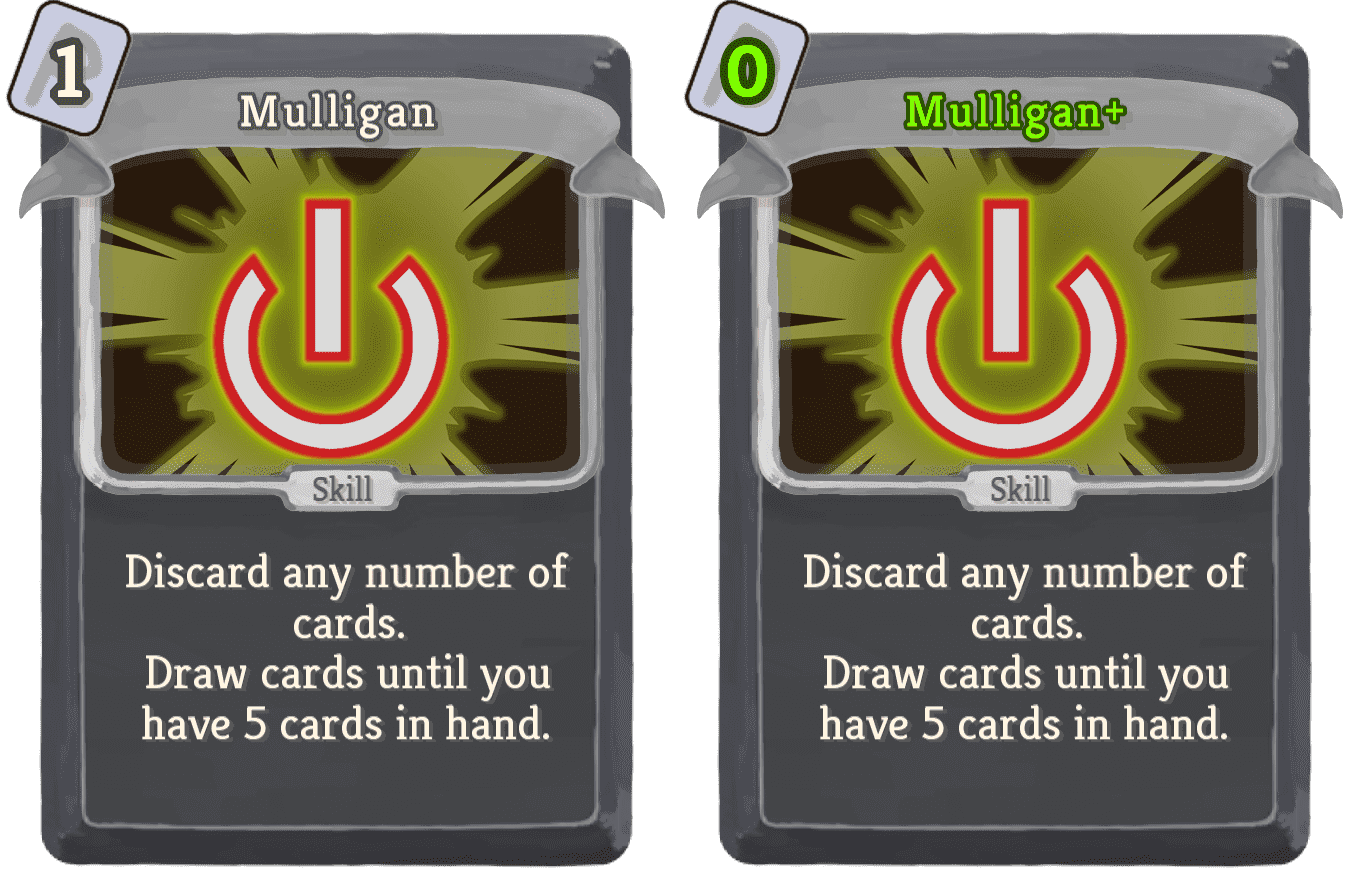 1
Mulligan
Skill
Discard any number of
cards.
Draw cards until you
have 5 cards in hand.
0
Mulligan+
Skill
Discard any number of
cards.
Draw cards until you
have 5 cards in hand.